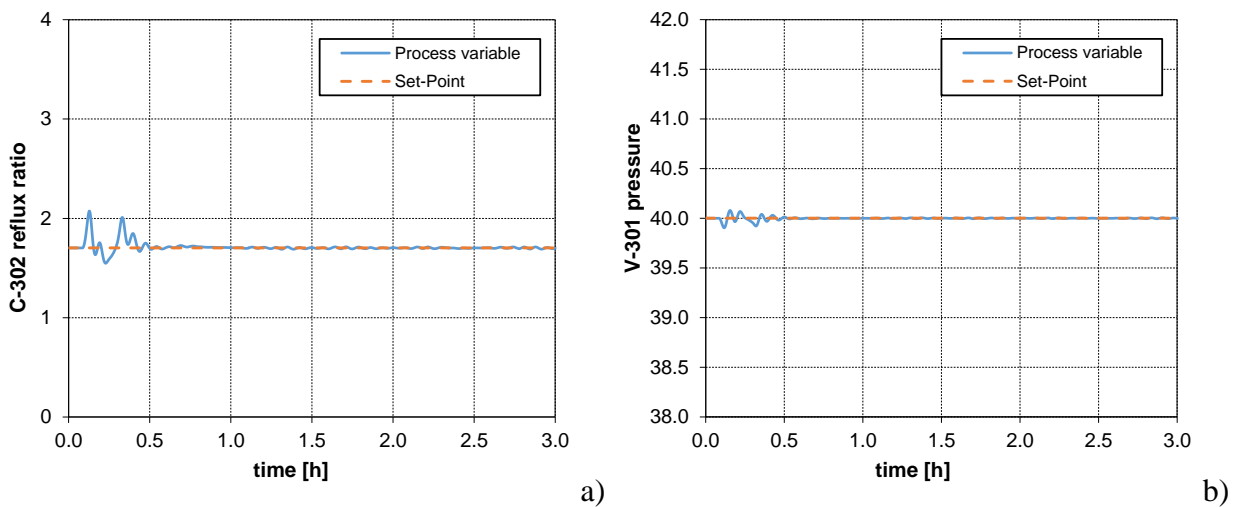 4
3
2
1
0
C-302 reflux ratio
Process variable
Set-Point
0.0 0.5 1.0 1.5 2.0 2.5 3.0
time [h]
a)
42.0
41.5
41.0
40.5
40.0
39.5
39.0
38.5
38.0
V-301 pressure
Process variable
Set-Point
0.0 0.5 1.0 1.5 2.0 2.5 3.0
time [h]
b)